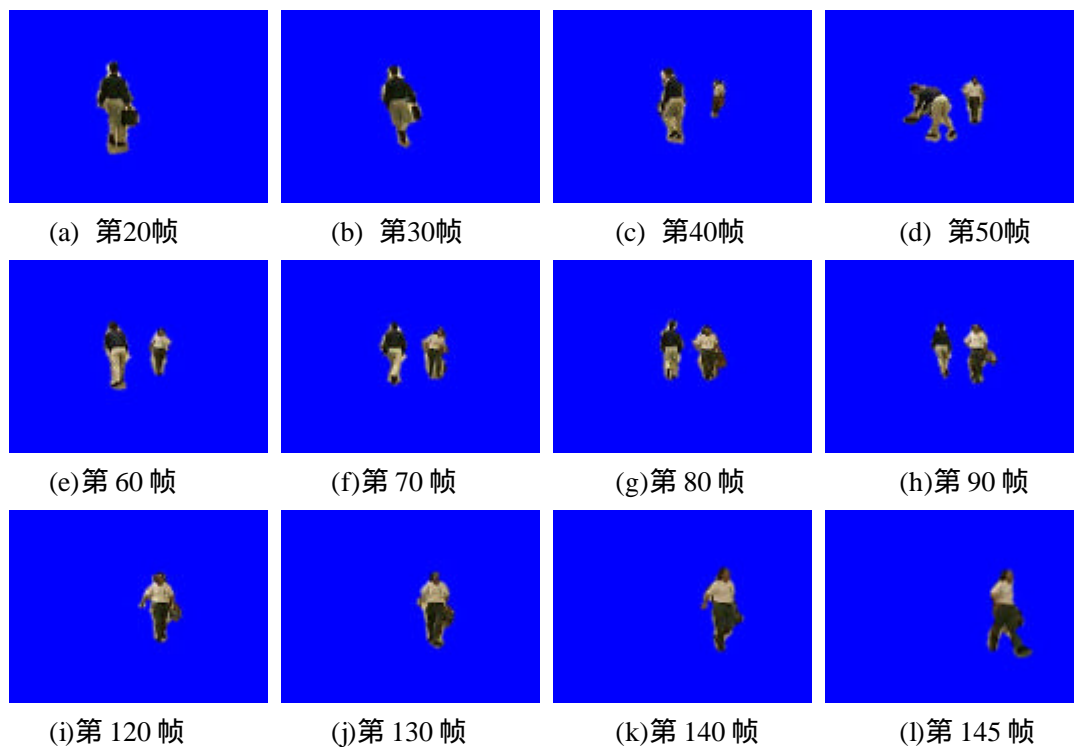 (a) 第20帧 (b) 第30帧 (c) 第40帧 (d) 第50帧
(e)第 60 帧 (f)第 70 帧 (g)第 80 帧 (h)第 90 帧
(i)第 120 帧 (j)第 130 帧 (k)第 140 帧 (l)第 145 帧